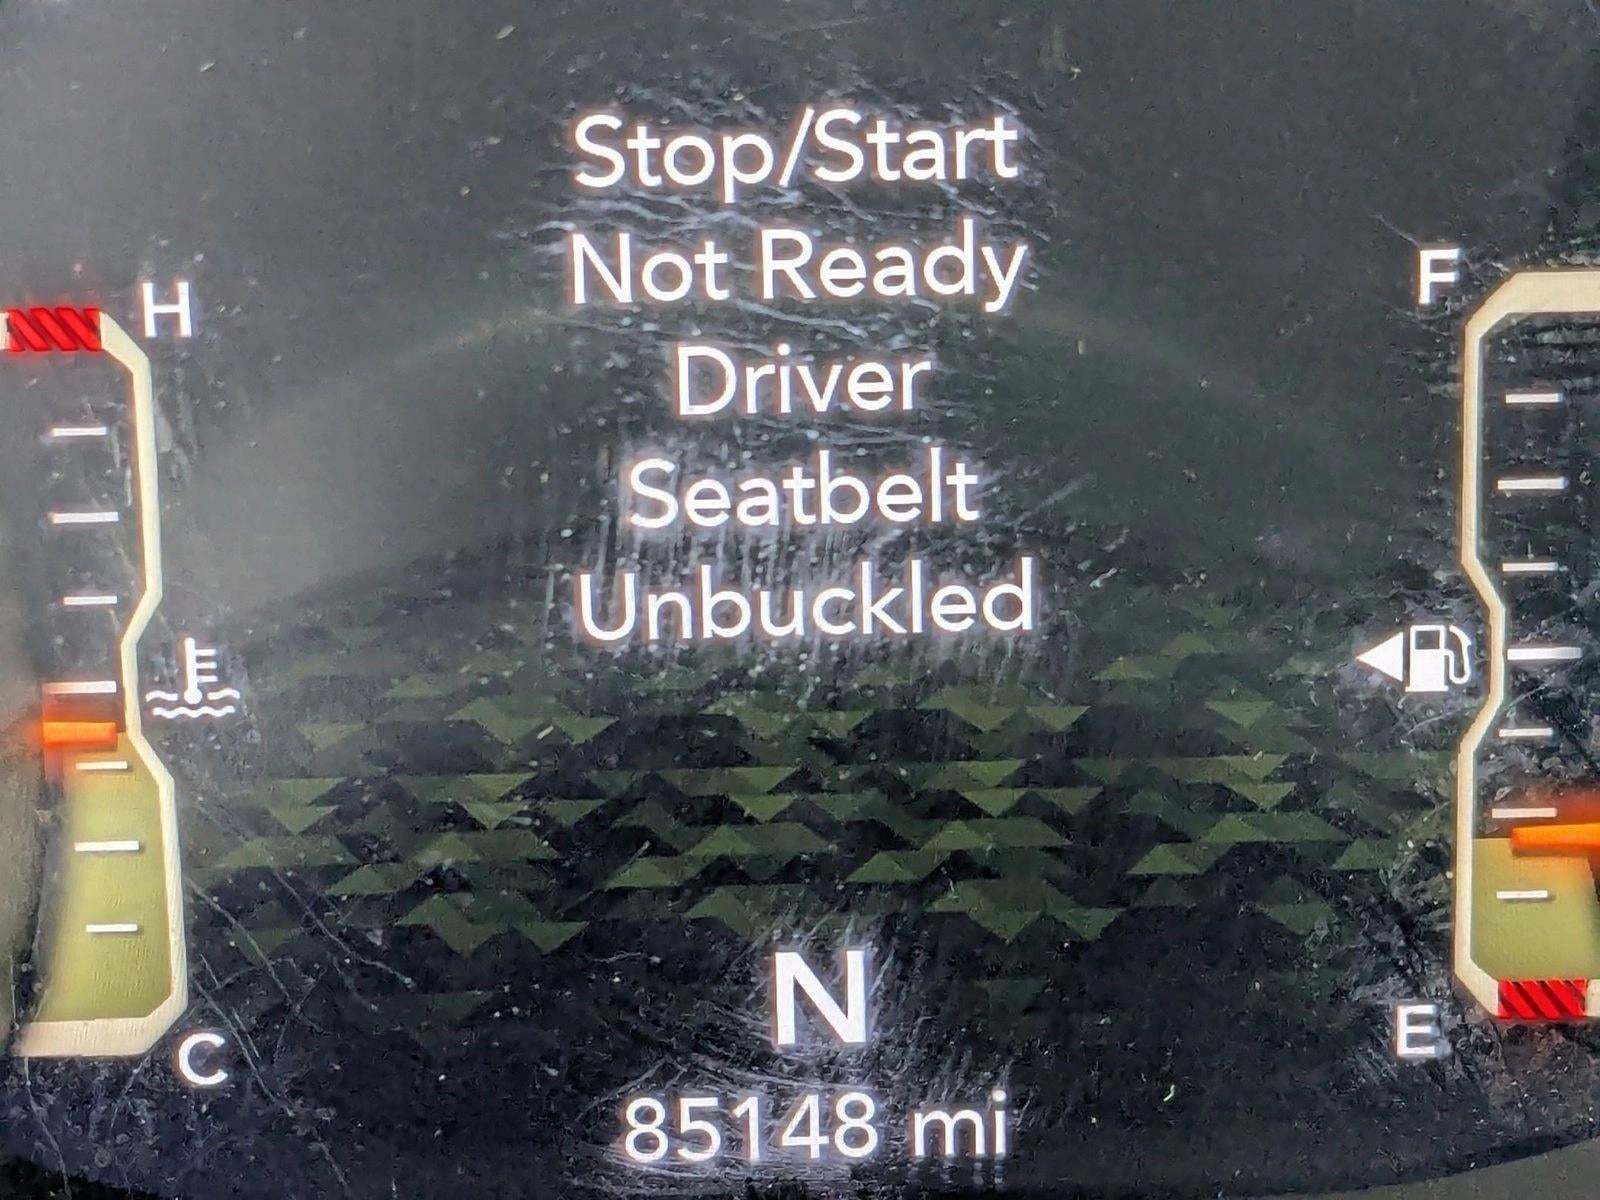 Stop/Start
Not Ready
Driver
Seatbelt
Unbuckled
H
F
C
E
N
85148 mi